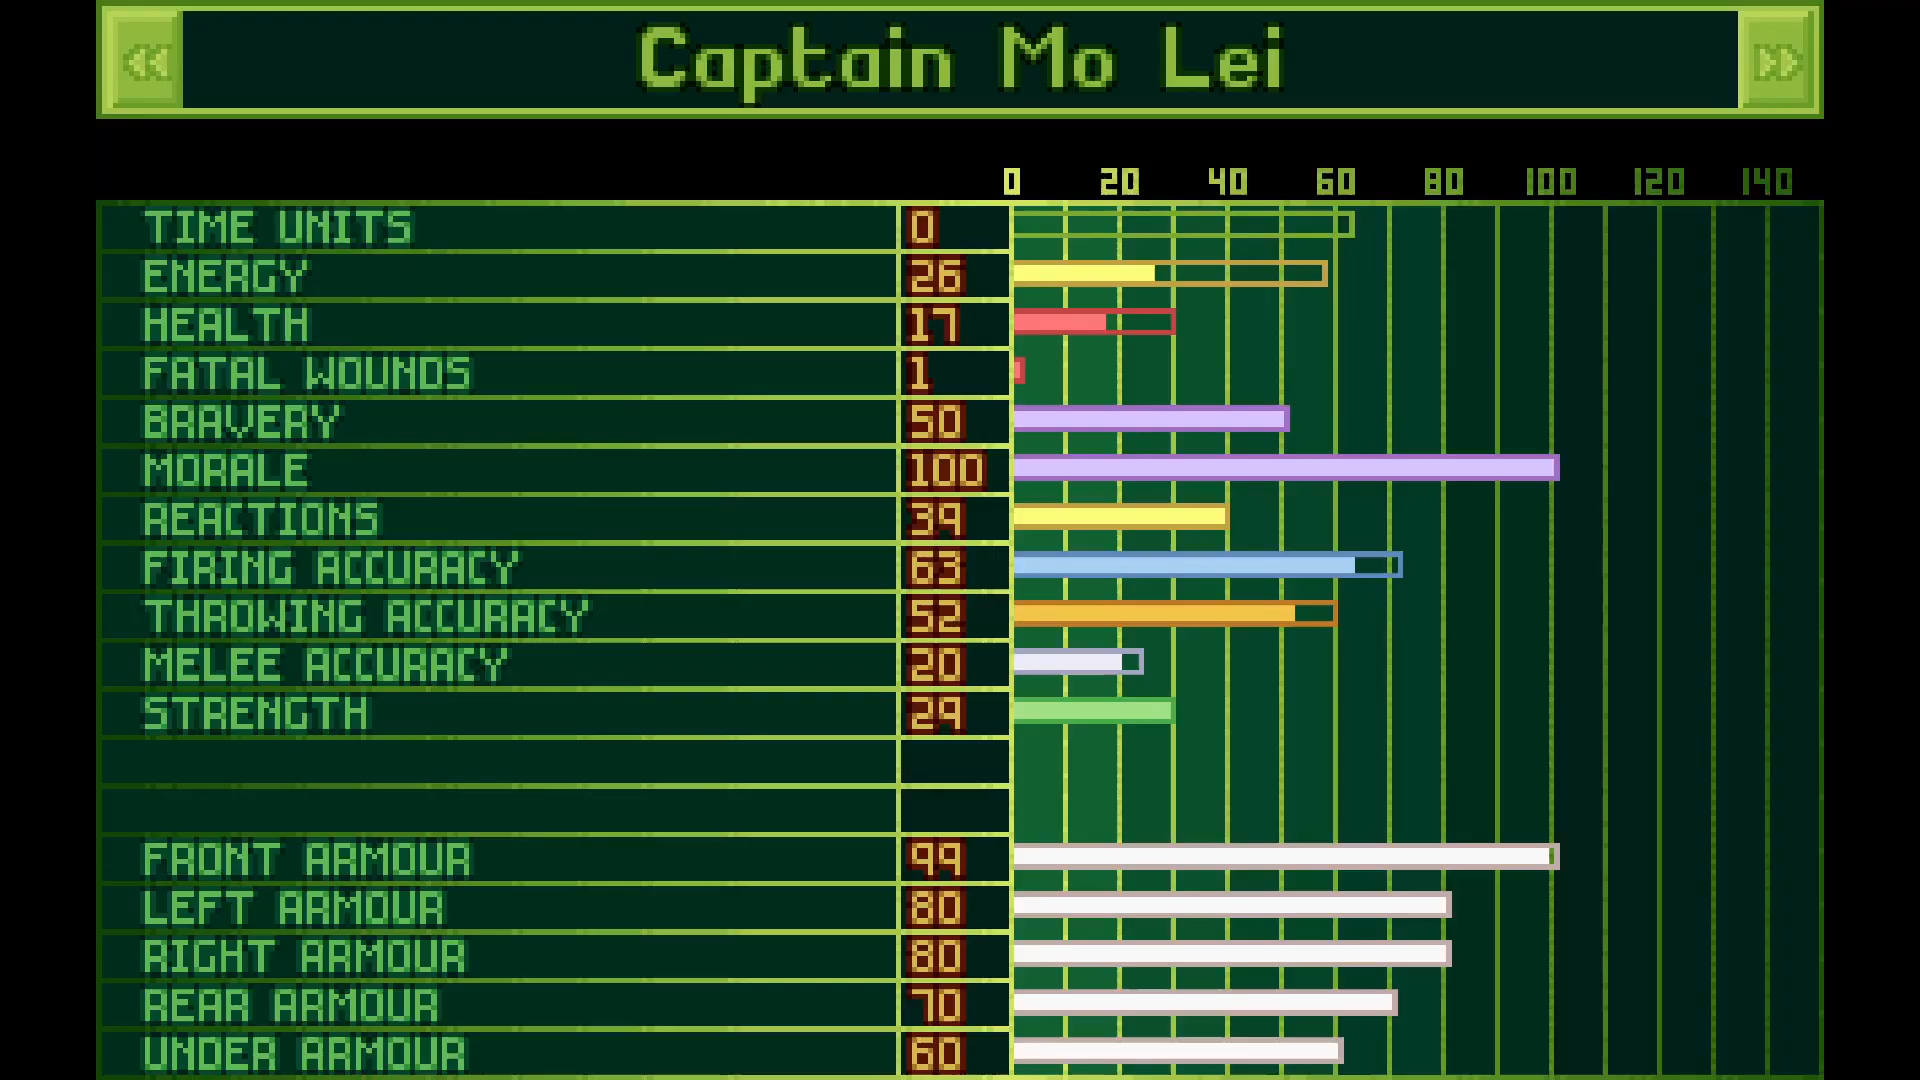 Captain Mo Lei
0 20 40 60 80 100 120 140
TIME UNITS 0
ENERGY 26
HEALTH 17
FATAL WOUNDS 1
BRAVERY 50
MORALE 100
REACTIONS 39
FIRING ACCURACY 63
THROWING ACCURACY 52
MELEE ACCURACY 20
STRENGTH 29
FRONT ARMOUR 99
LEFT ARMOUR 80
RIGHT ARMOUR 80
REAR ARMOUR 70
UNDER ARMOUR 60